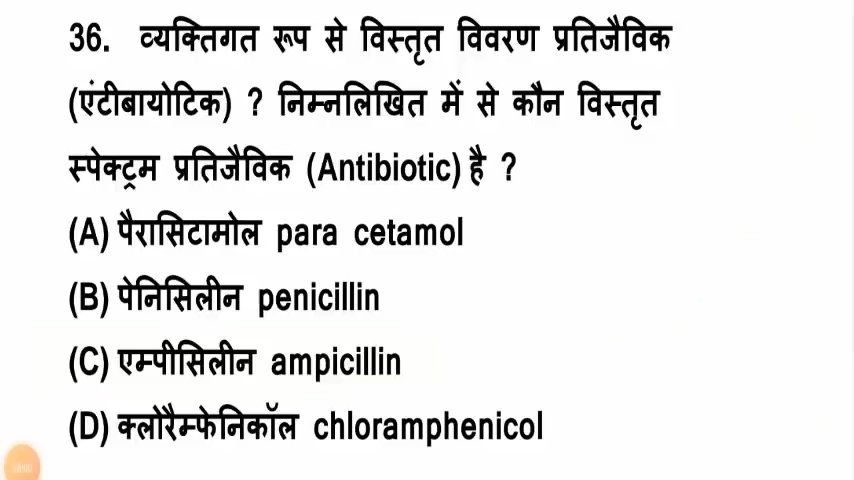 36. व्यक्तिगत रूप से विस्तृत विवरण प्रतिजैविक
(एंटीबायोटिक) ? निम्नलिखित में से कौन विस्तृत
स्पेक्ट्रम प्रतिजैविक (Antibiotic) है ?
(A) पैरासिटामोल para cetamol
(B) पेनिसिलीन penicillin
(C) एम्पीसिलीन ampicillin
(D) क्लोरैम्फेनिकॉल chloramphenicol